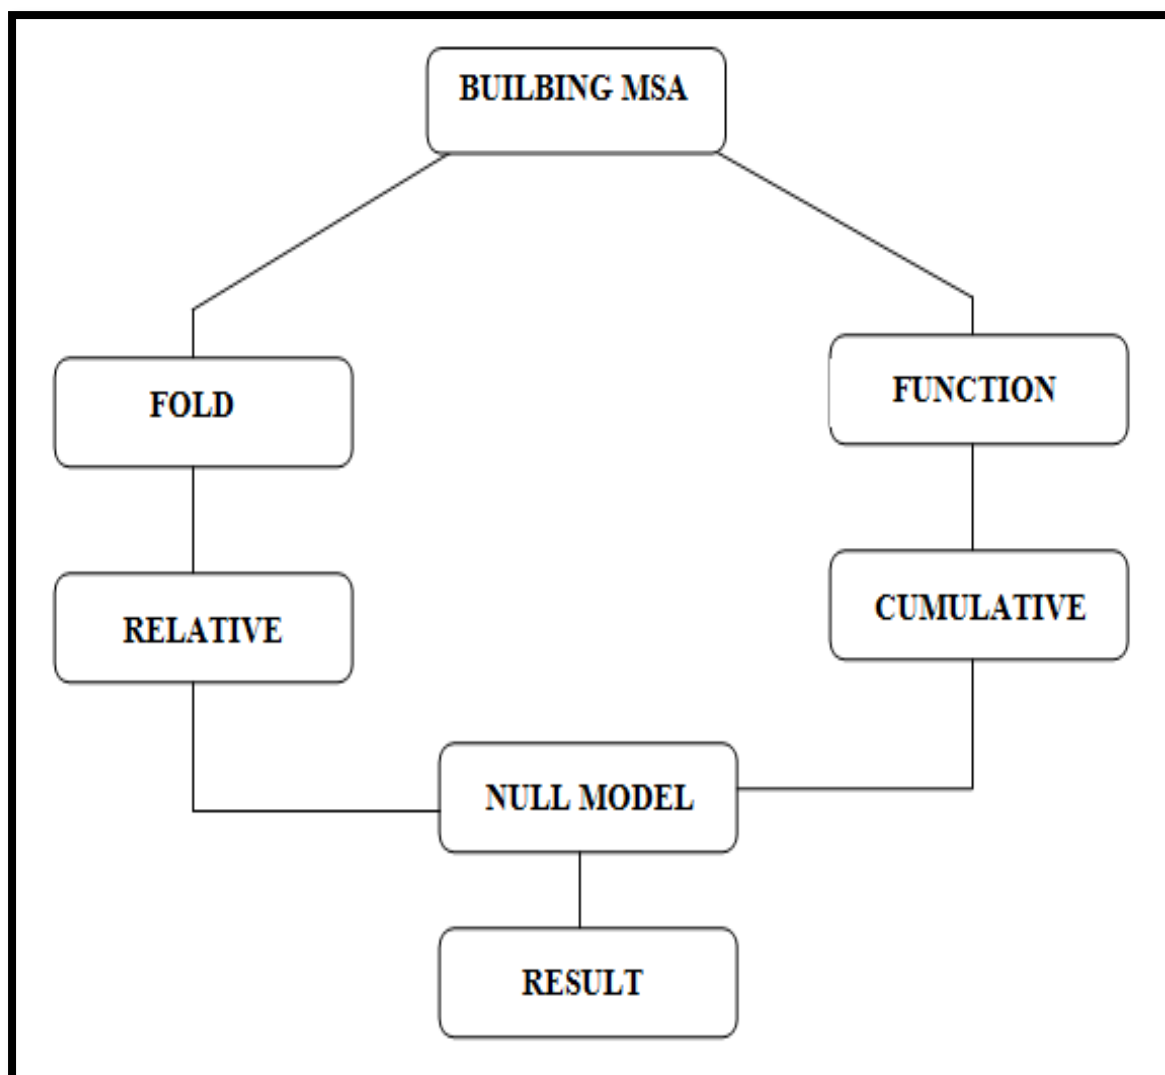 BUILBING MSA
FOLD
FUNCTION
RELATIVE
CUMULATIVE
NULL MODEL
RESULT